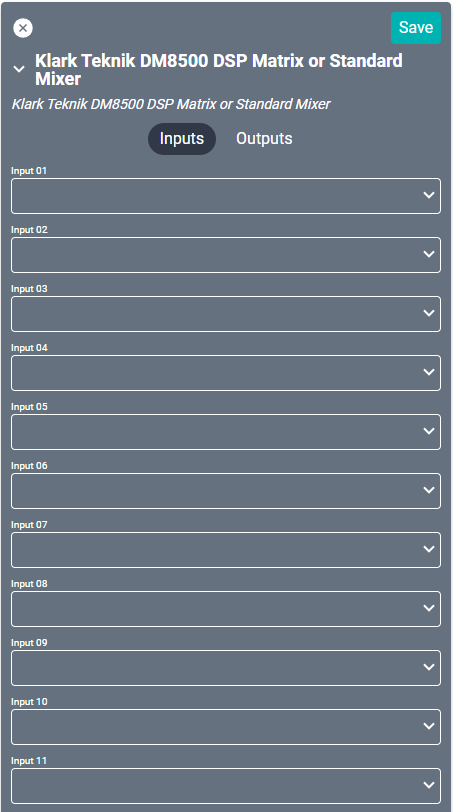 Save
Klark Teknik DM8500 DSP Matrix or Standard
Mixer
Klark Teknik DM8500 DSP Matrix or Standard Mixer
Inputs Outputs
Input 01
Input 02
Input 03
Input 04
Input 05
Input 06
Input 07
Input 08
Input 09
Input 10
Input 11